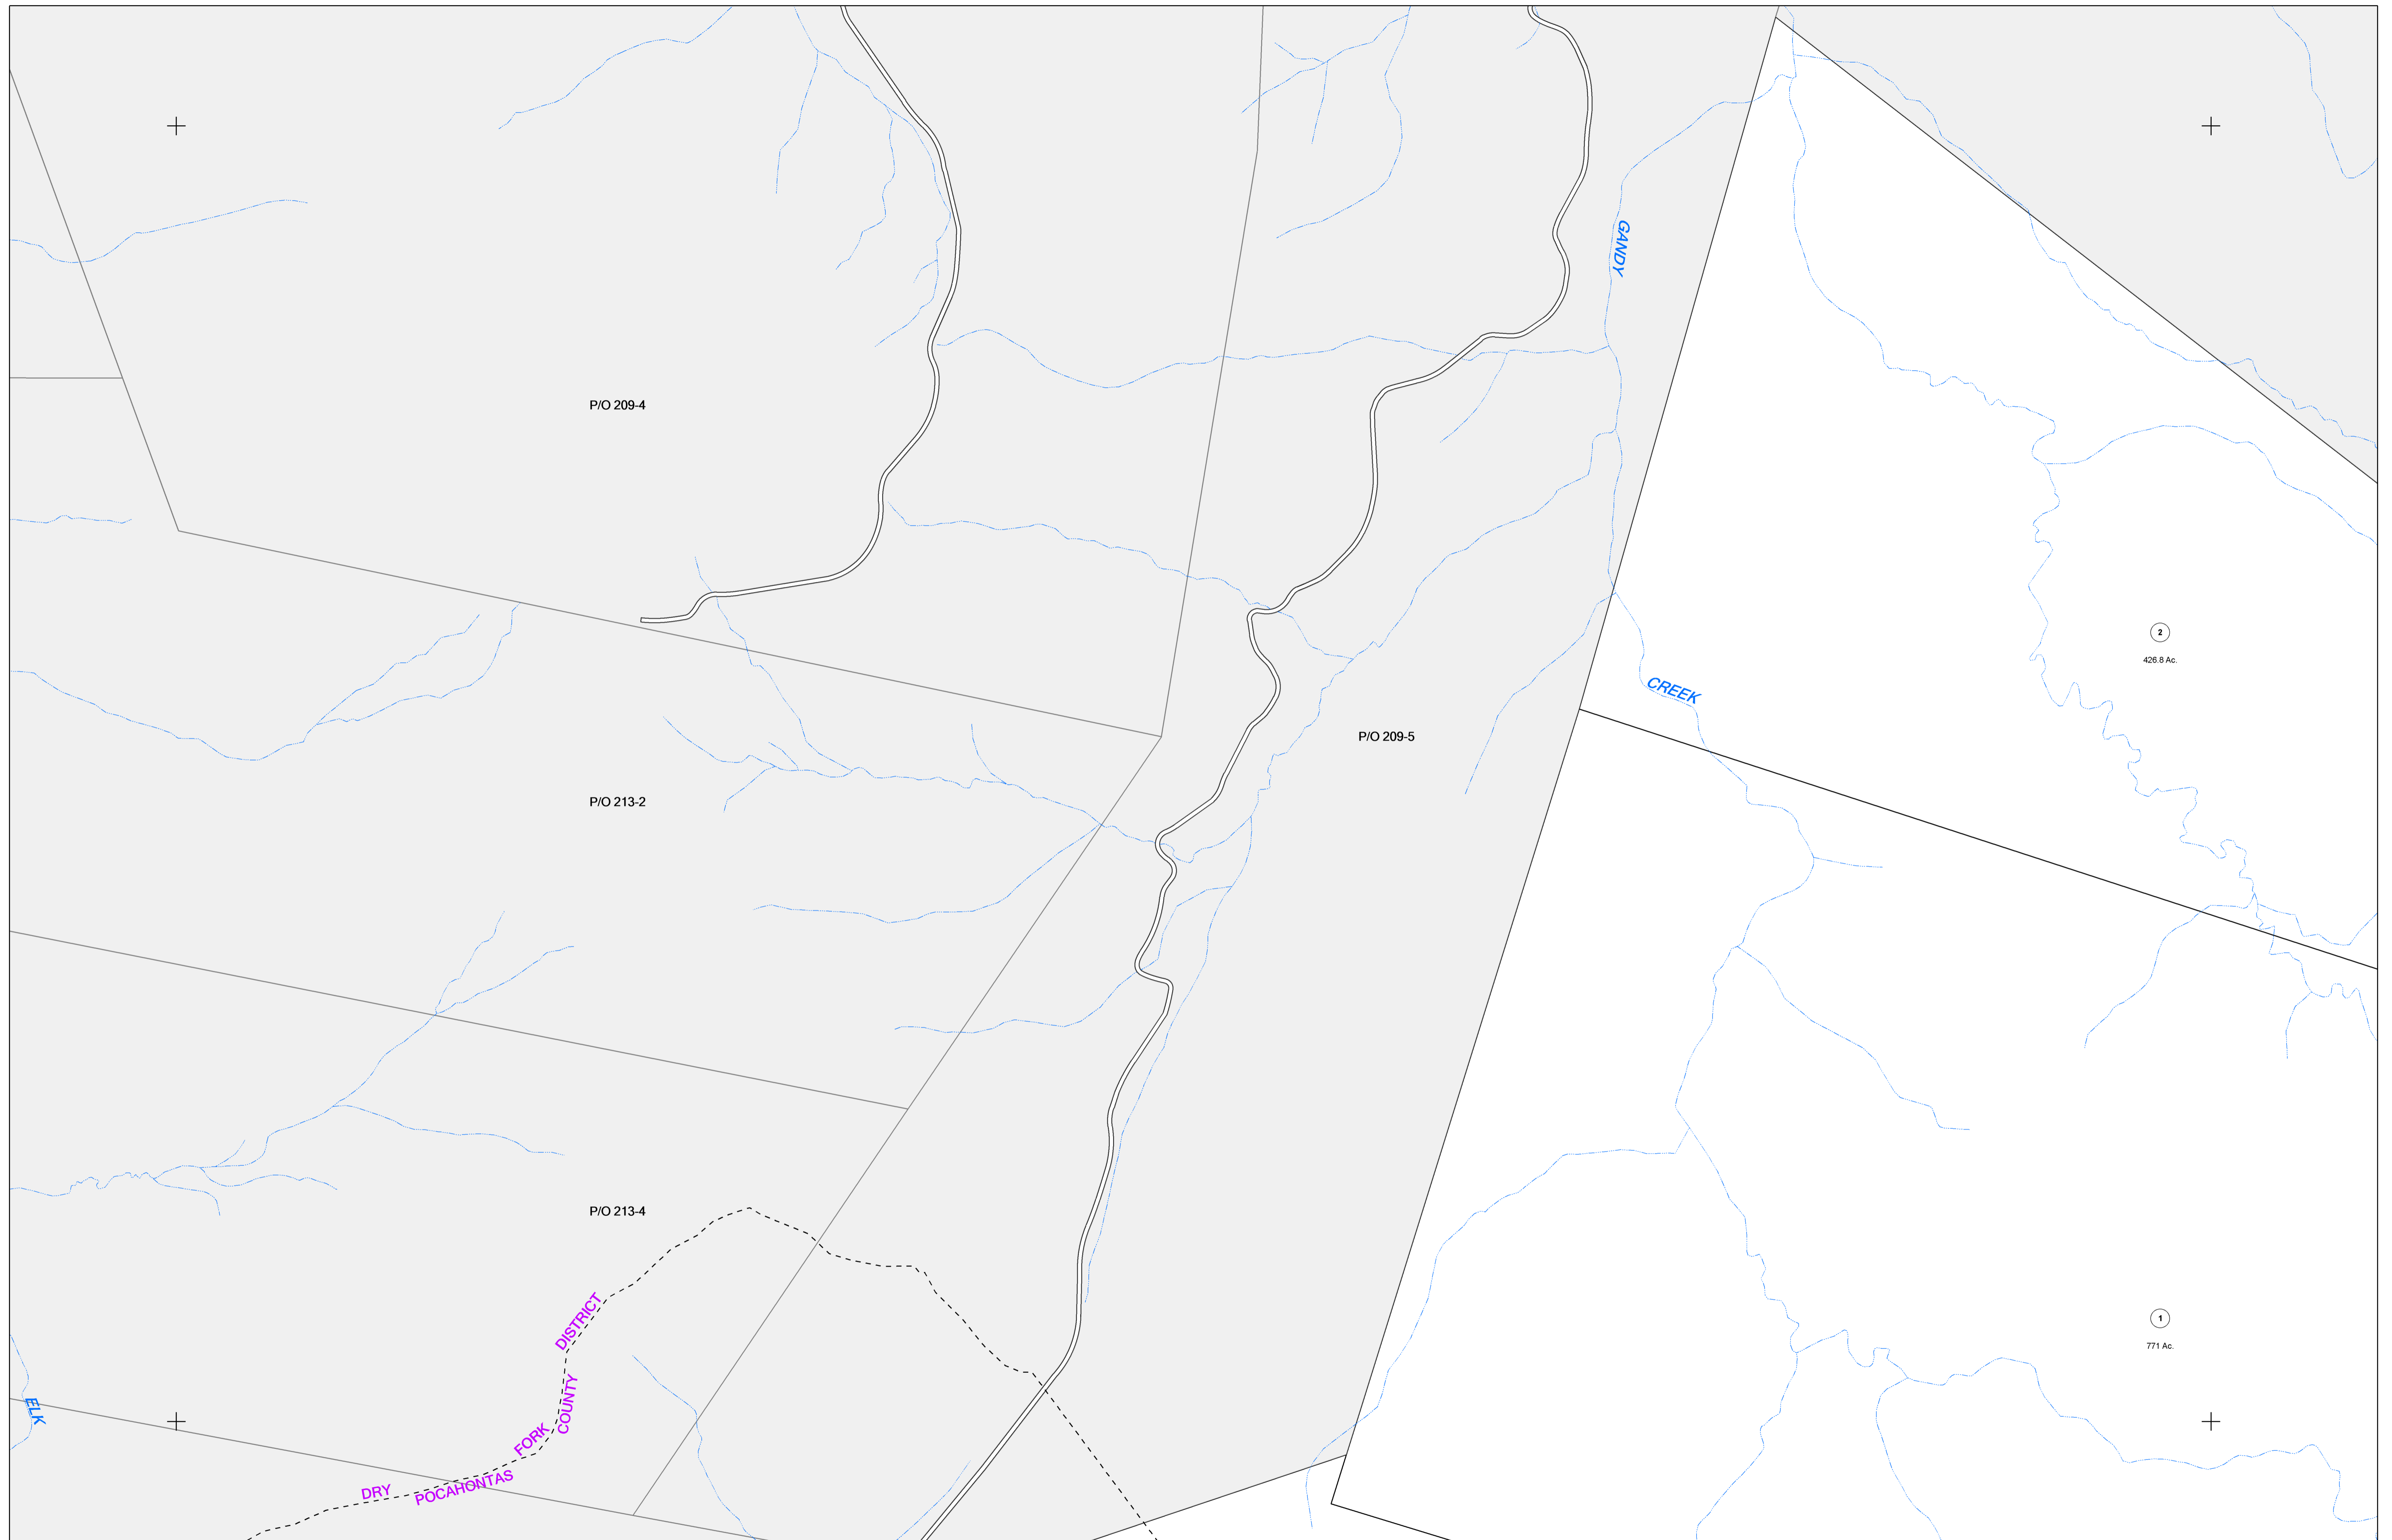 GANDY
P/O 209-4
2
426.8 Ac.
CREEK
P/O 209-5
P/O 213-2
P/O 213-4
DISTRICT
1
771 Ac.
COUNTY
ELK
FORK
DRY
POCAHONTAS